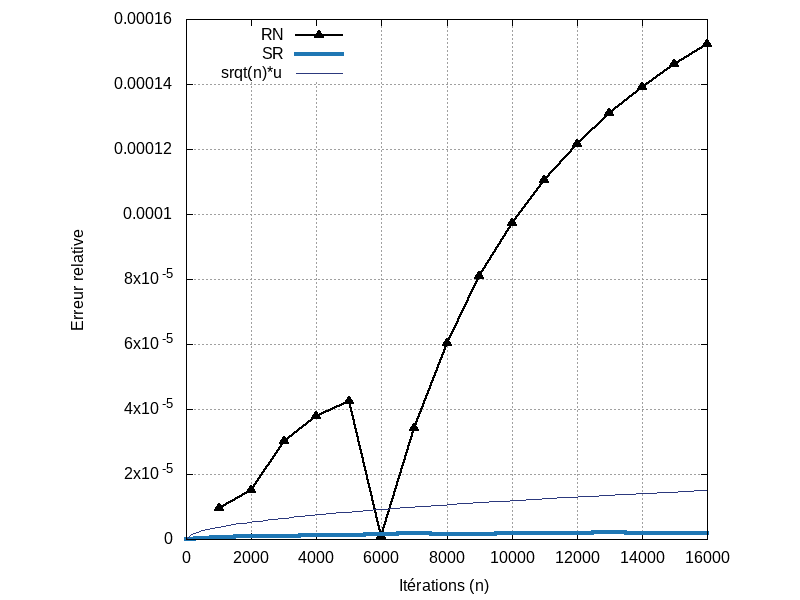 0.00016
0.00014
0.00012
0.0001
8x10 -5
6x10 -5
4x10 -5
2x10 -5
0
RN
SR
srqt(n)*u
Erreur relative
0 2000 4000 6000 8000 10000 12000 14000 16000
Itérations (n)